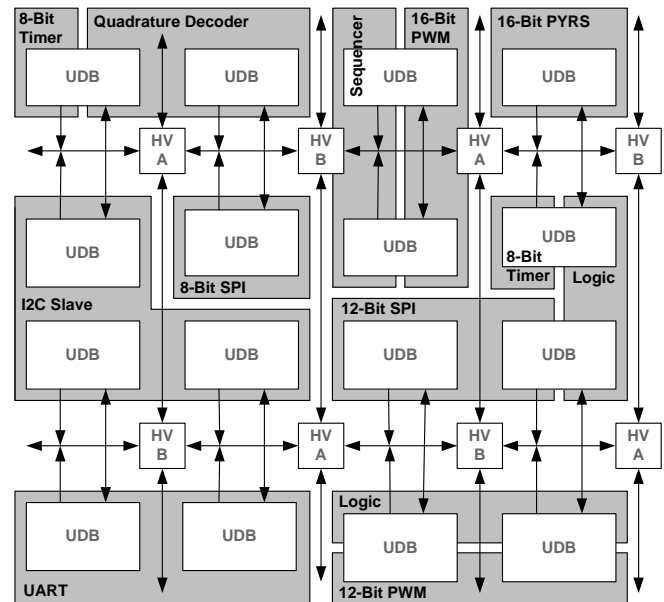 8-Bit
Timer
Quadrature Decoder
Sequencer
16-Bit
PWM
16-Bit PYRS
UDB
UDB
UDB
UDB
HV
A
HV
B
HV
A
HV
B
UDB
UDB
UDB
UDB
8-Bit
Timer
8-Bit SPI
Logic
I2C Slave
12-Bit SPI
UDB
UDB
UDB
UDB
HV
B
HV
A
HV
B
HV
A
Logic
UDB
UDB
UDB
UDB
UART
12-Bit PWM